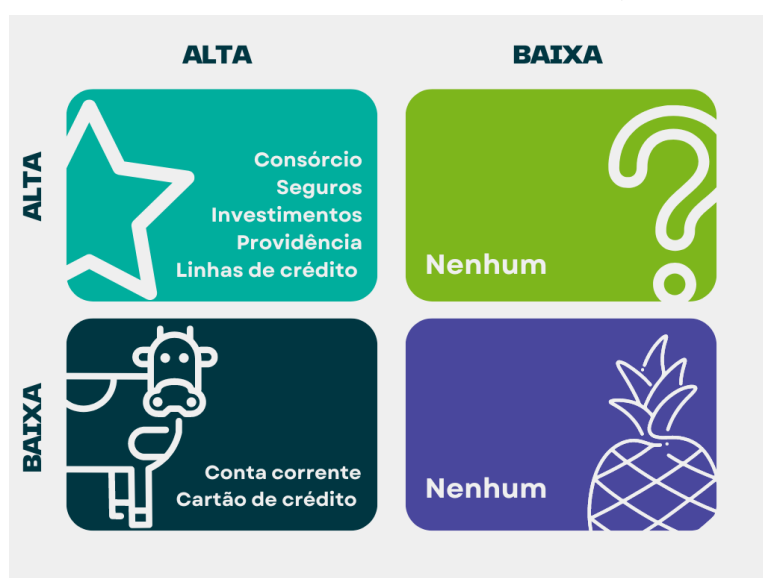 ALTA
BAIXA
ALTA
Consórcio
Seguros
Investimentos
Providência
Linhas de crédito
Nenhum
BAIXA
Conta corrente
Cartão de crédito
Nenhum